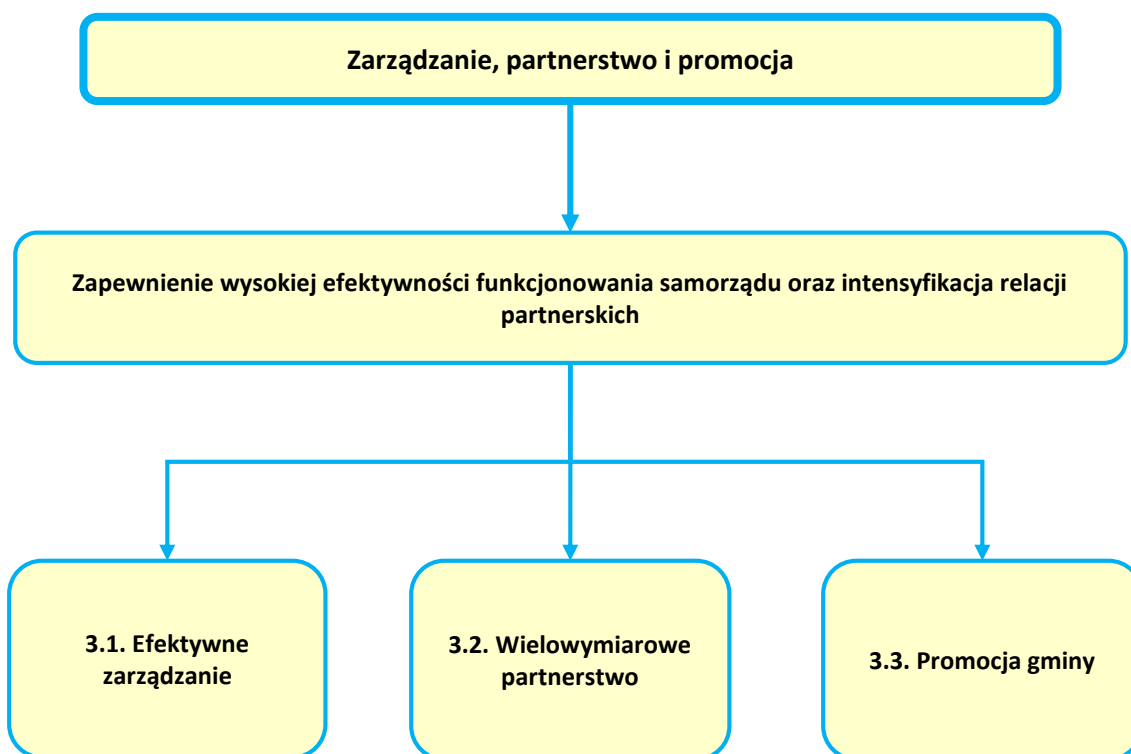 Zarządzanie, partnerstwo i promocja
Zapewnienie wysokiej efektywności funkcjonowania samorządu oraz intensyfikacja relacji
partnerskich
3.1. Efektywne
zarządzanie
3.2. Wielowymiarowe
partnerstwo
3.3. Promocja gminy